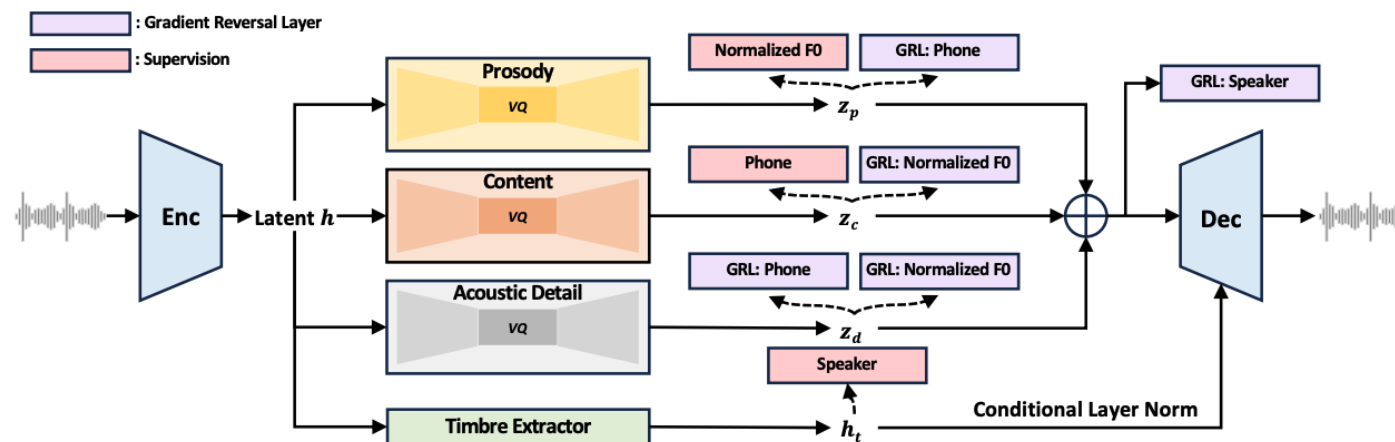 : Gradient Reversal Layer
: Supervision
Prosody
VQ
Normalized F0
GRL: Phone
z_p
GRL: Speaker
Enc
Latent h
Content
VQ
Phone
GRL: Normalized F0
z_c
Dec
Acoustic Detail
VQ
GRL: Phone
GRL: Normalized F0
z_d
Speaker
Timbre Extractor
h_t
Conditional Layer Norm